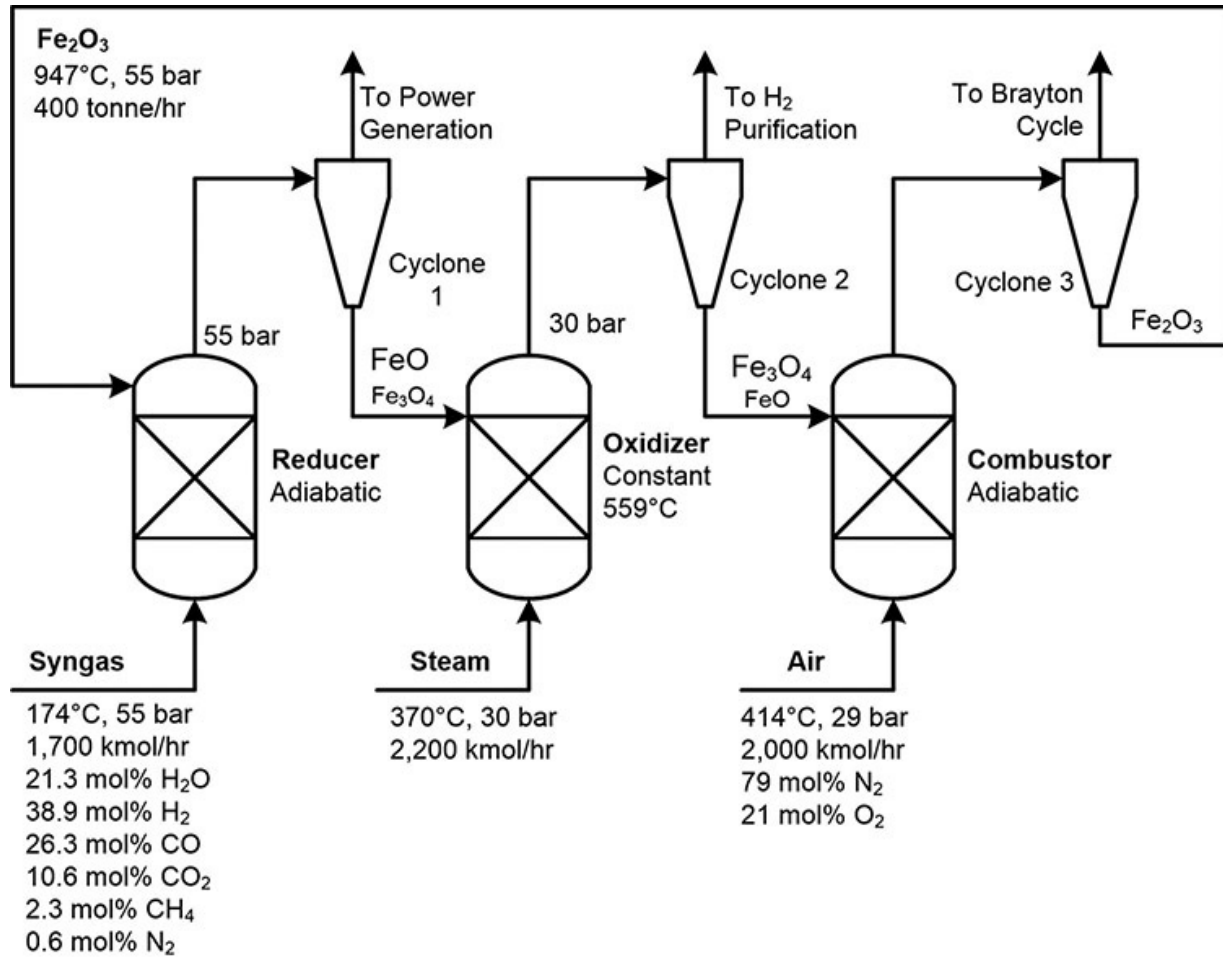 Fe₂O₃
947°C, 55 bar
400 tonne/hr
To Power
Generation
To H₂
Purification
To Brayton
Cycle
Cyclone
1
Cyclone 2
Cyclone 3
Fe₂O₃
55 bar
30 bar
FeO
Fe₃O₄
Fe₃O₄
FeO
Reducer
Adiabatic
Oxidizer
Constant
559°C
Combustor
Adiabatic
Syngas
174°C, 55 bar
1,700 kmol/hr
21.3 mol% H₂O
38.9 mol% H₂
26.3 mol% CO
10.6 mol% CO₂
2.3 mol% CH₄
0.6 mol% N₂
Steam
370°C, 30 bar
2,200 kmol/hr
Air
414°C, 29 bar
2,000 kmol/hr
79 mol% N₂
21 mol% O₂